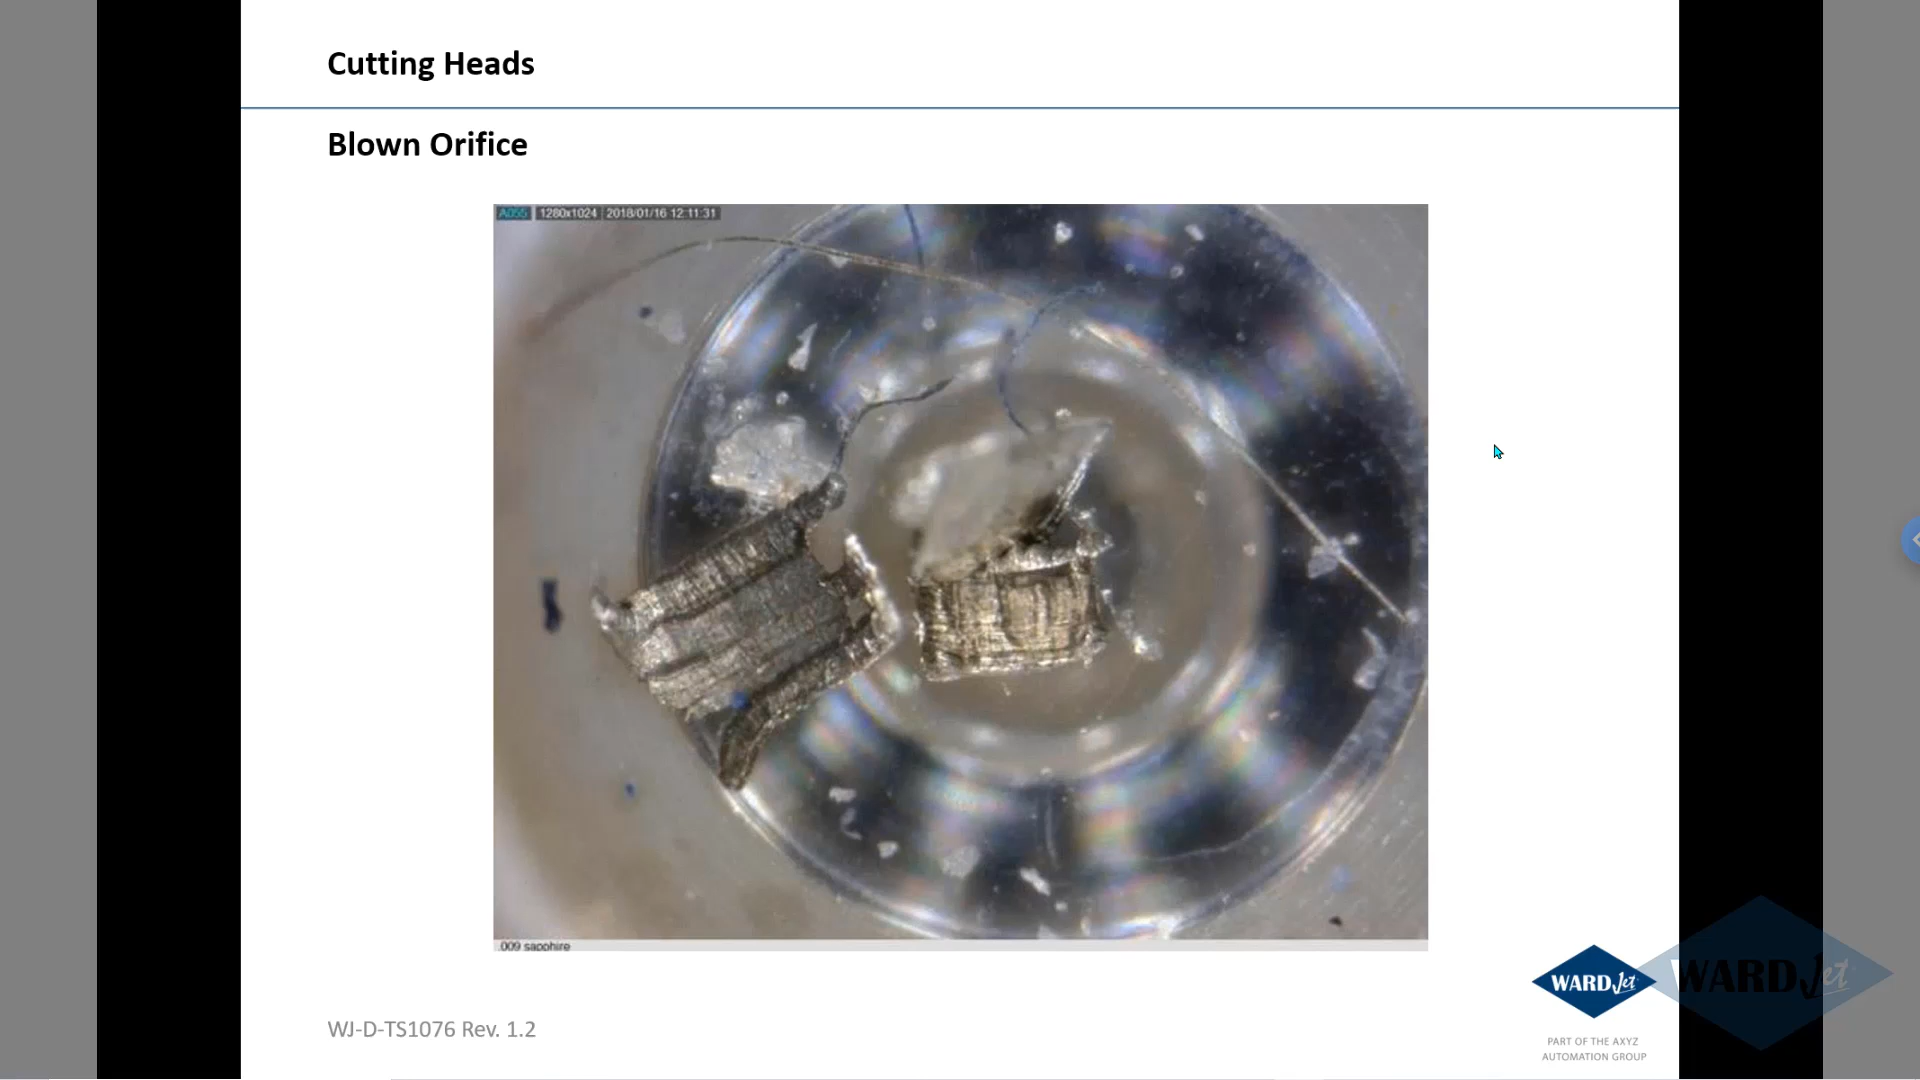 Cutting Heads
Blown Orifice
A055 1280x1024 2018/01/16 12:11:31
.009 sapphire
WJ-D-TS1076 Rev. 1.2
WARDJet
PART OF THE AXYZ
AUTOMATION GROUP
WARDJet